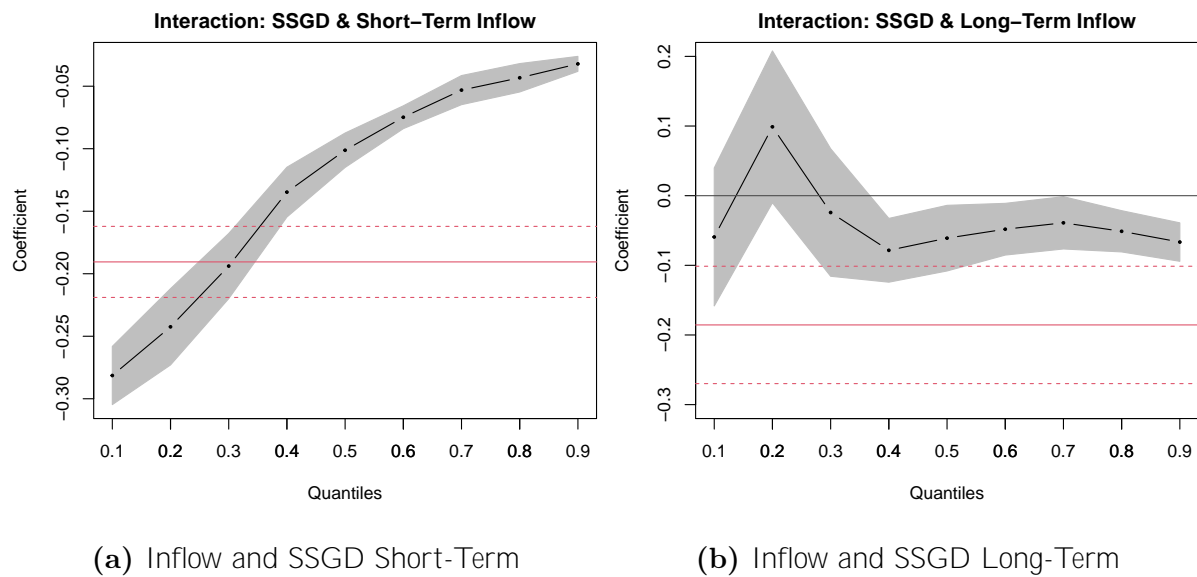 Interaction: SSGD & Short–Term Inflow
Coefficient
−0.05
−0.10
−0.15
−0.20
−0.25
−0.30
0.1 0.2 0.3 0.4 0.5 0.6 0.7 0.8 0.9
Quantiles
(a) Inflow and SSGD Short-Term
Interaction: SSGD & Long–Term Inflow
Coefficient
0.2
0.1
0.0
−0.1
−0.2
−0.3
0.1 0.2 0.3 0.4 0.5 0.6 0.7 0.8 0.9
Quantiles
(b) Inflow and SSGD Long-Term